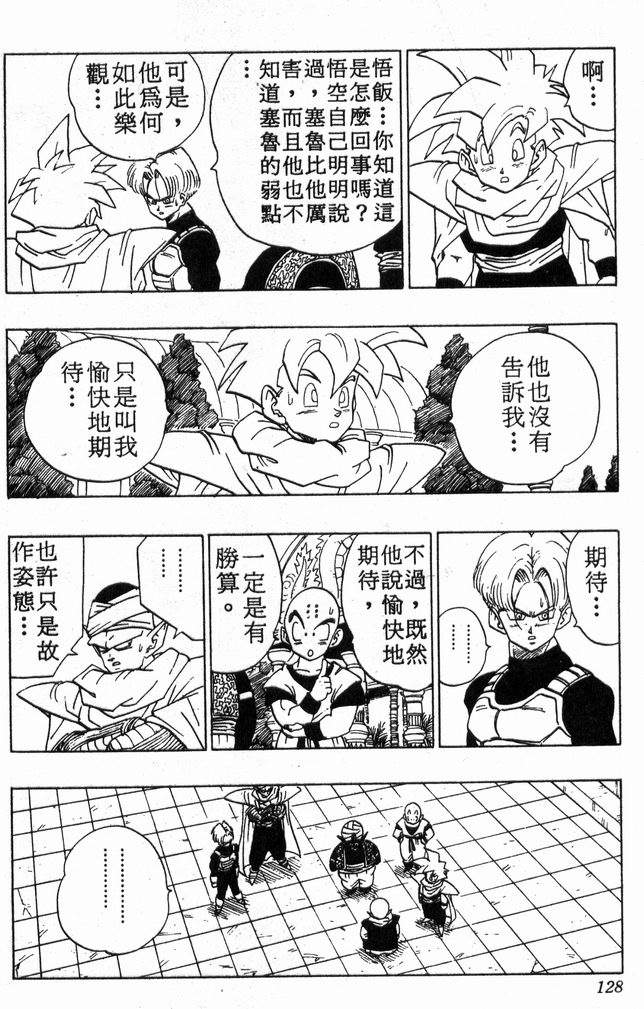 啊…
悟飯…你知道這
是怎麼回事嗎？
悟空自己明明說
過，塞魯比他厲
害，而且他也不
知道塞魯的弱點
…
可是，
他為何
如此樂
觀…
他也沒有
告訴我…
只是叫我
愉快地期
待…
期待…
………
不過，既然
他說愉快地
期待，
一定是有
勝算。
………
也許只是故
作姿態…
………
128